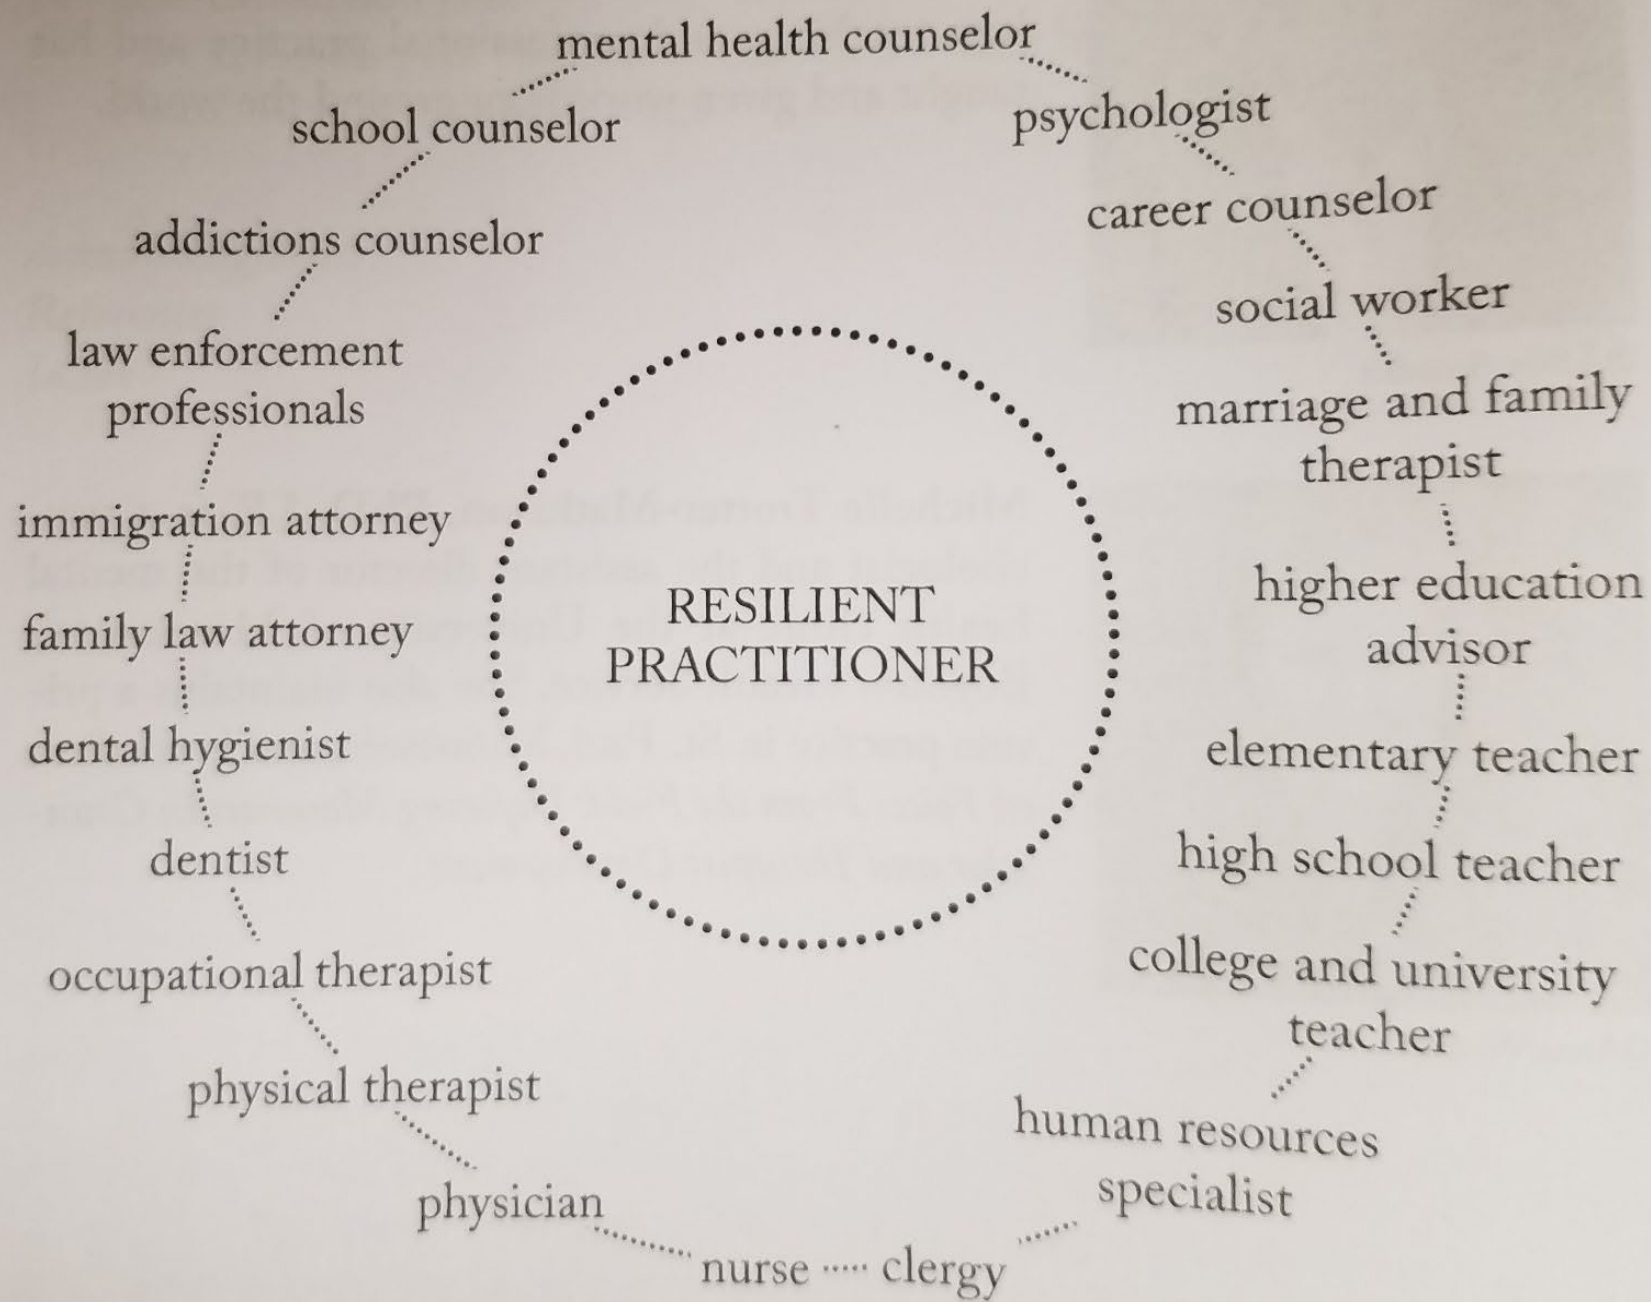 mental health counselor
psychologist
career counselor
social worker
marriage and family
therapist
higher education
advisor
elementary teacher
high school teacher
college and university
teacher
human resources
specialist
clergy
nurse
physician
physical therapist
occupational therapist
dentist
dental hygienist
family law attorney
immigration attorney
law enforcement
professionals
addictions counselor
school counselor
RESILIENT
PRACTITIONER